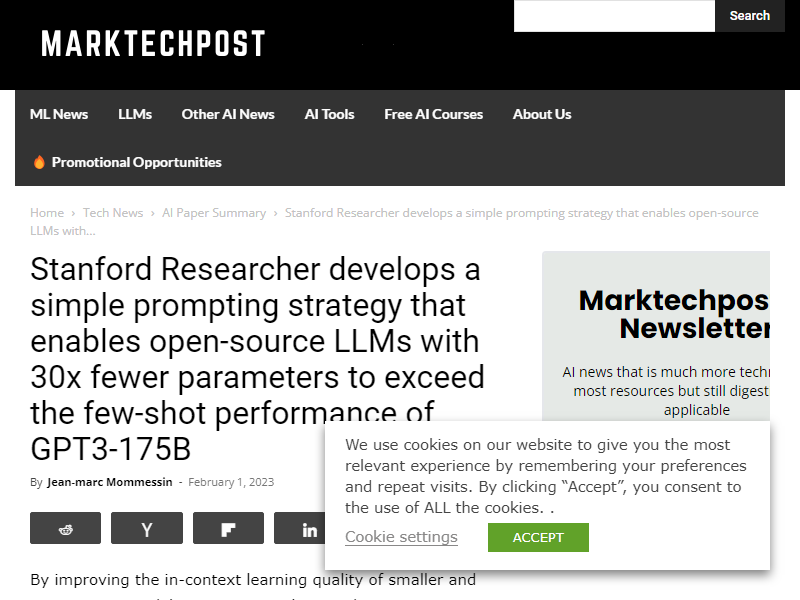 Search
MARKTECHPOST
ML News LLMs Other AI News AI Tools Free AI Courses About Us
🔥 Promotional Opportunities
Home › Tech News › AI Paper Summary › Stanford Researcher develops a simple prompting strategy that enables open-source
LLMs with...
Stanford Researcher develops a
simple prompting strategy that
enables open-source LLMs with
30x fewer parameters to exceed
the few-shot performance of
GPT3-175B
By Jean-marc Mommessin - February 1, 2023
Y
in
By improving the in-context learning quality of smaller and
Marktechpos
Newsletter
AI news that is much more techn
most resources but still digest
applicable
We use cookies on our website to give you the most
relevant experience by remembering your preferences
and repeat visits. By clicking “Accept”, you consent to
the use of ALL the cookies. .
Cookie settings ACCEPT